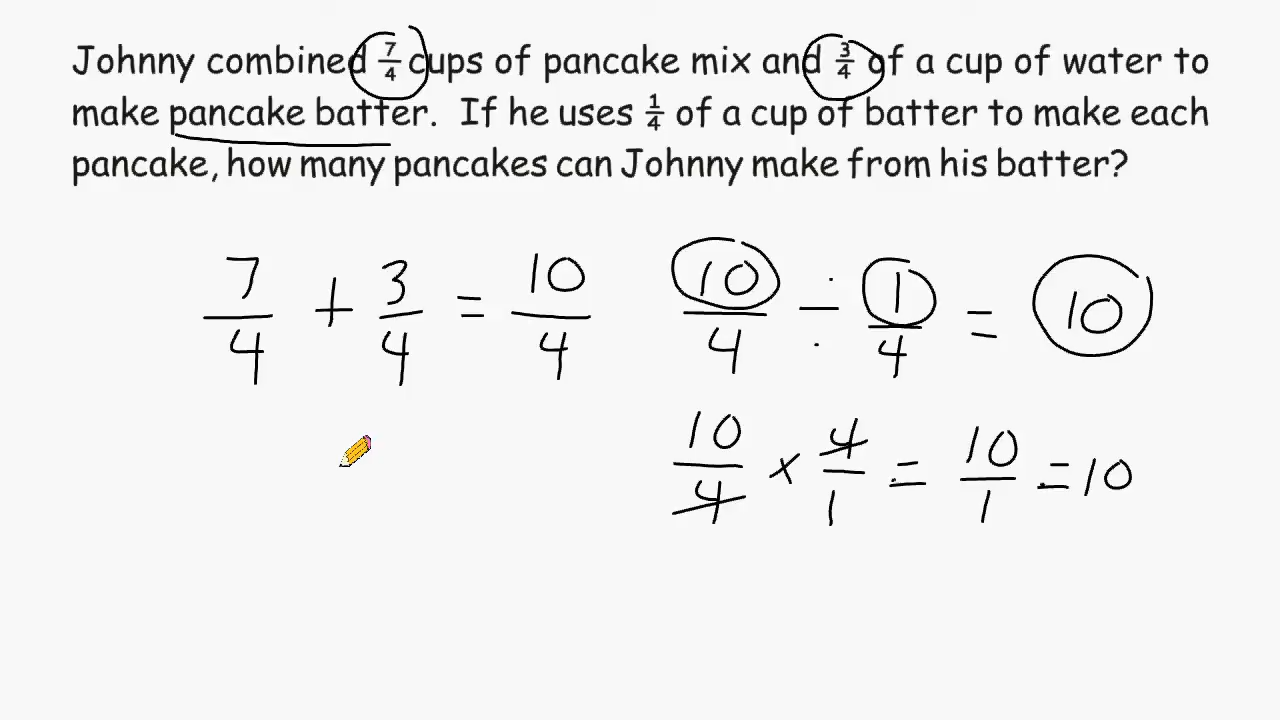 Johnny combined 7/4 cups of pancake mix and 3/4 of a cup of water to
make pancake batter. If he uses 1/4 of a cup of batter to make each
pancake, how many pancakes can Johnny make from his batter?
7/4 + 3/4 = 10/4
10/4 ÷ 1/4 = 10
10/4 × 4/1 = 10/1 = 10